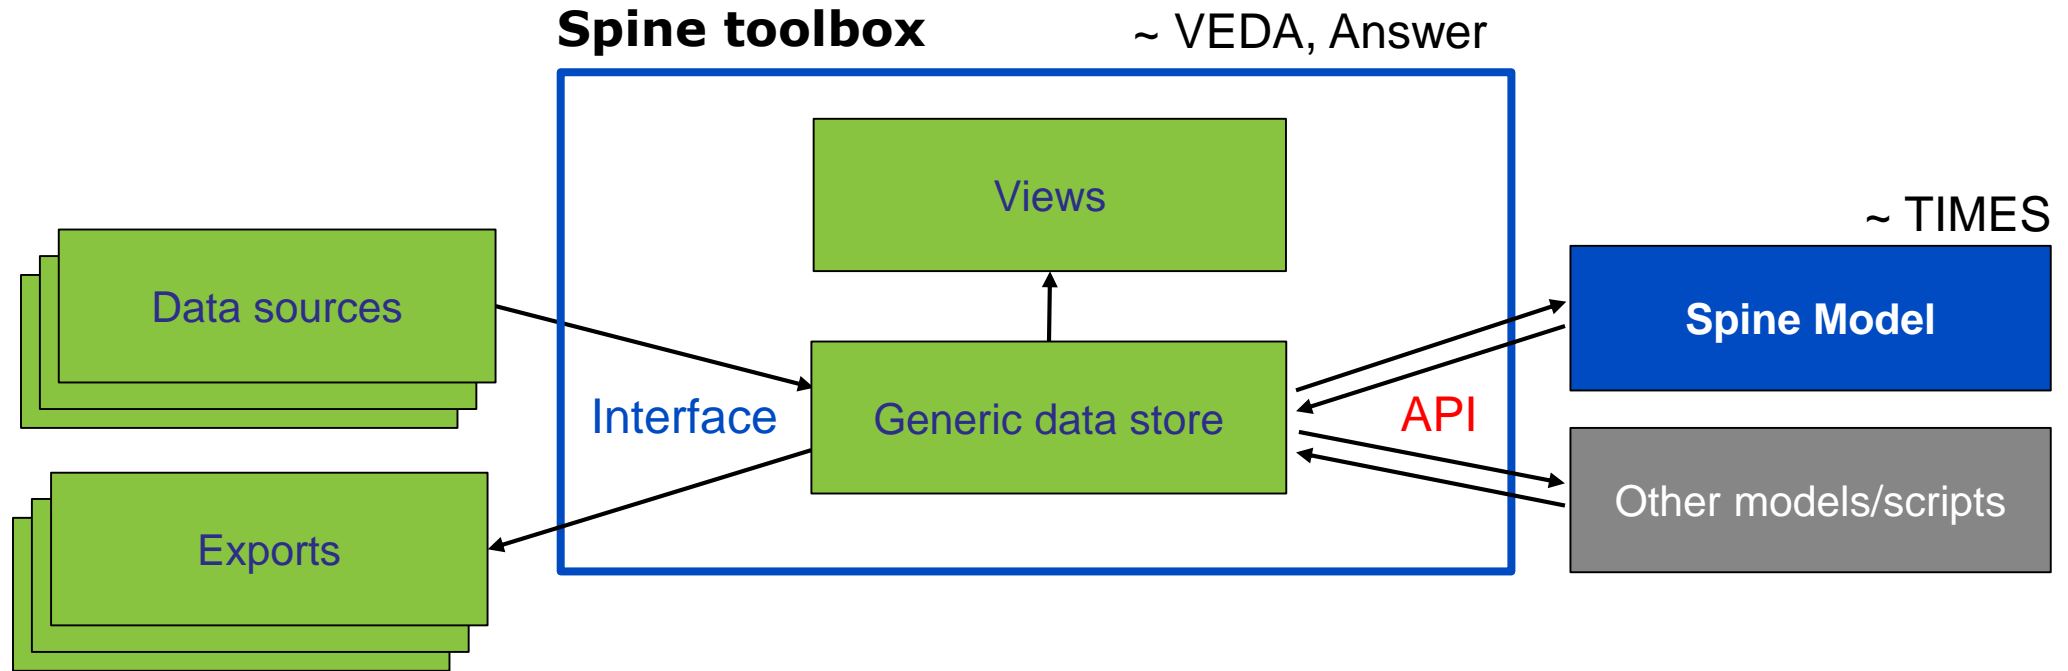 Spine toolbox
~ VEDA, Answer
Views
~ TIMES
Data sources
Spine Model
Interface
Generic data store
API
Other models/scripts
Exports